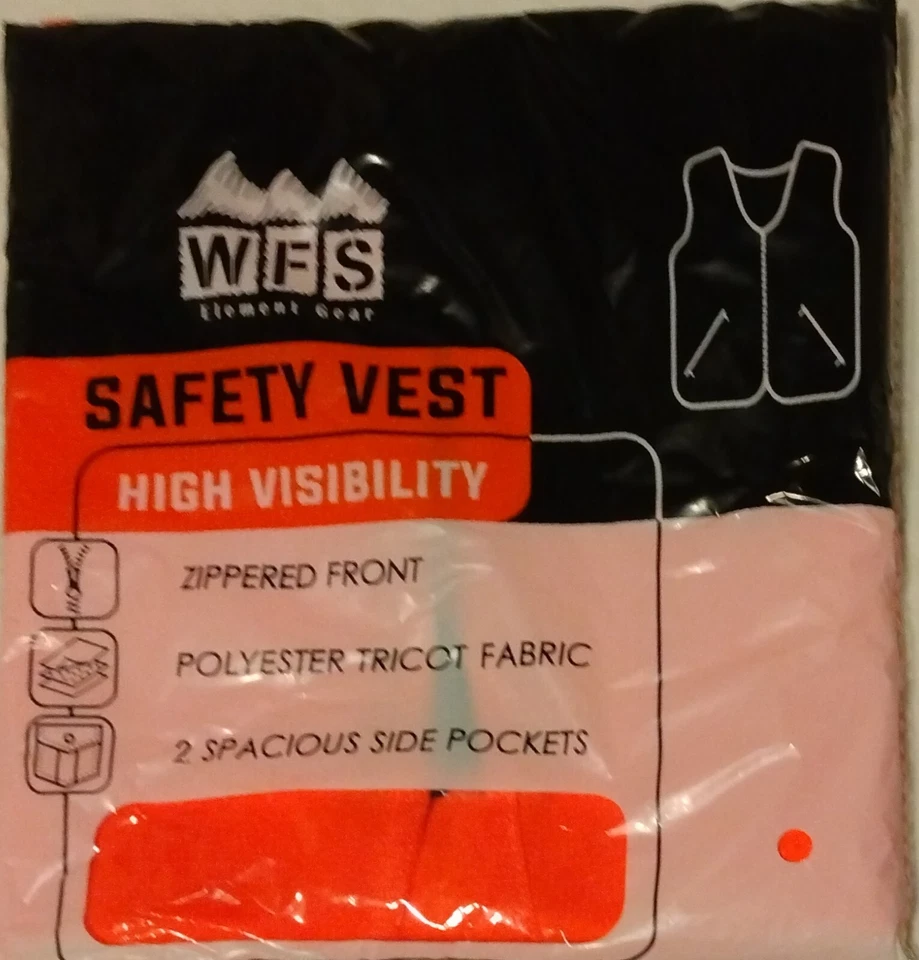 WFS
Element Gear
SAFETY VEST
HIGH VISIBILITY
ZIPPERED FRONT
POLYESTER TRICOT FABRIC
2 SPACIOUS SIDE POCKETS